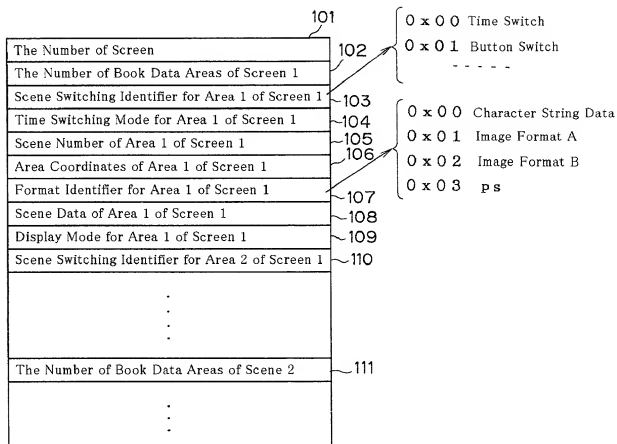 101
The Number of Screen
102
The Number of Book Data Areas of Screen 1
Scene Switching Identifier for Area 1 of Screen 1
103
Time Switching Mode for Area 1 of Screen 1
104
Scene Number of Area 1 of Screen 1
105
Area Coordinates of Area 1 of Screen 1
106
Format Identifier for Area 1 of Screen 1
107
Scene Data of Area 1 of Screen 1
108
Display Mode for Area 1 of Screen 1
109
Scene Switching Identifier for Area 2 of Screen 1
110
The Number of Book Data Areas of Scene 2
111
0x00 Time Switch
0x01 Button Switch
-----
0x00 Character String Data
0x01 Image Format A
0x02 Image Format B
0x03 ps